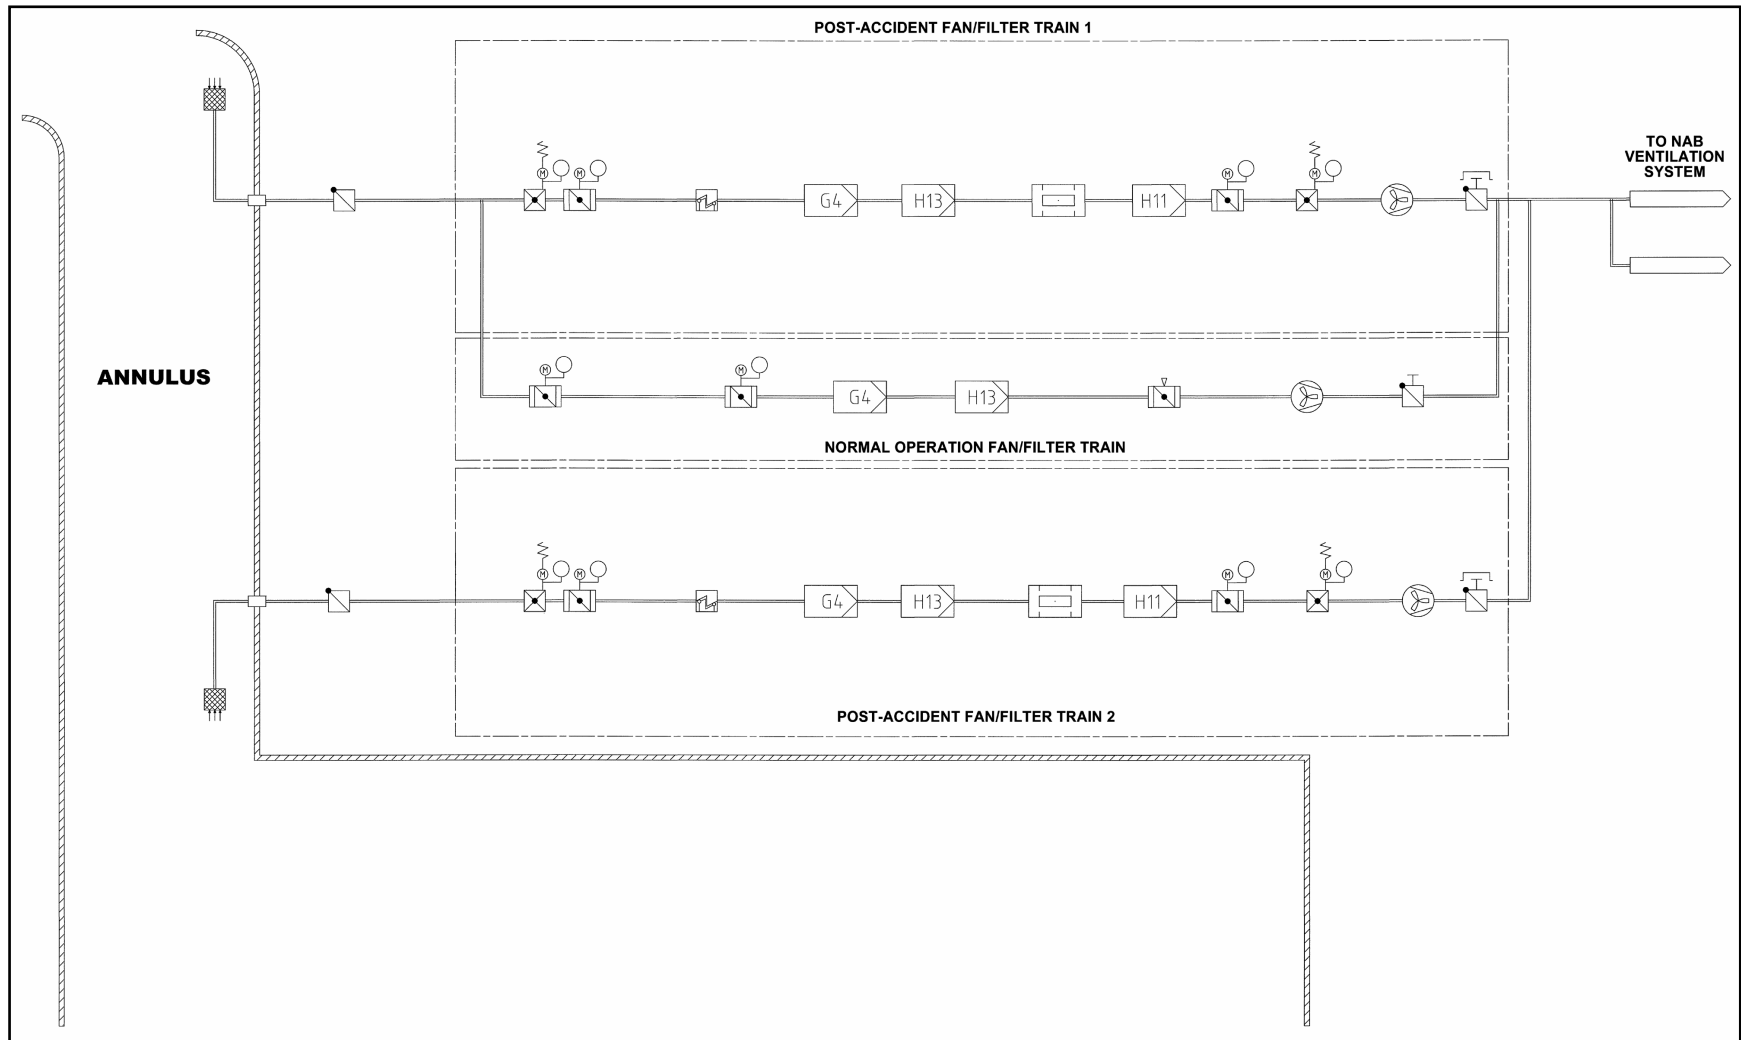 POST-ACCIDENT FAN/FILTER TRAIN 1
TO NAB
VENTILATION
SYSTEM
M M M M
G4 H13 H11
ANNULUS
M M
G4 H13
NORMAL OPERATION FAN/FILTER TRAIN
M M M M
G4 H13 H11
POST-ACCIDENT FAN/FILTER TRAIN 2